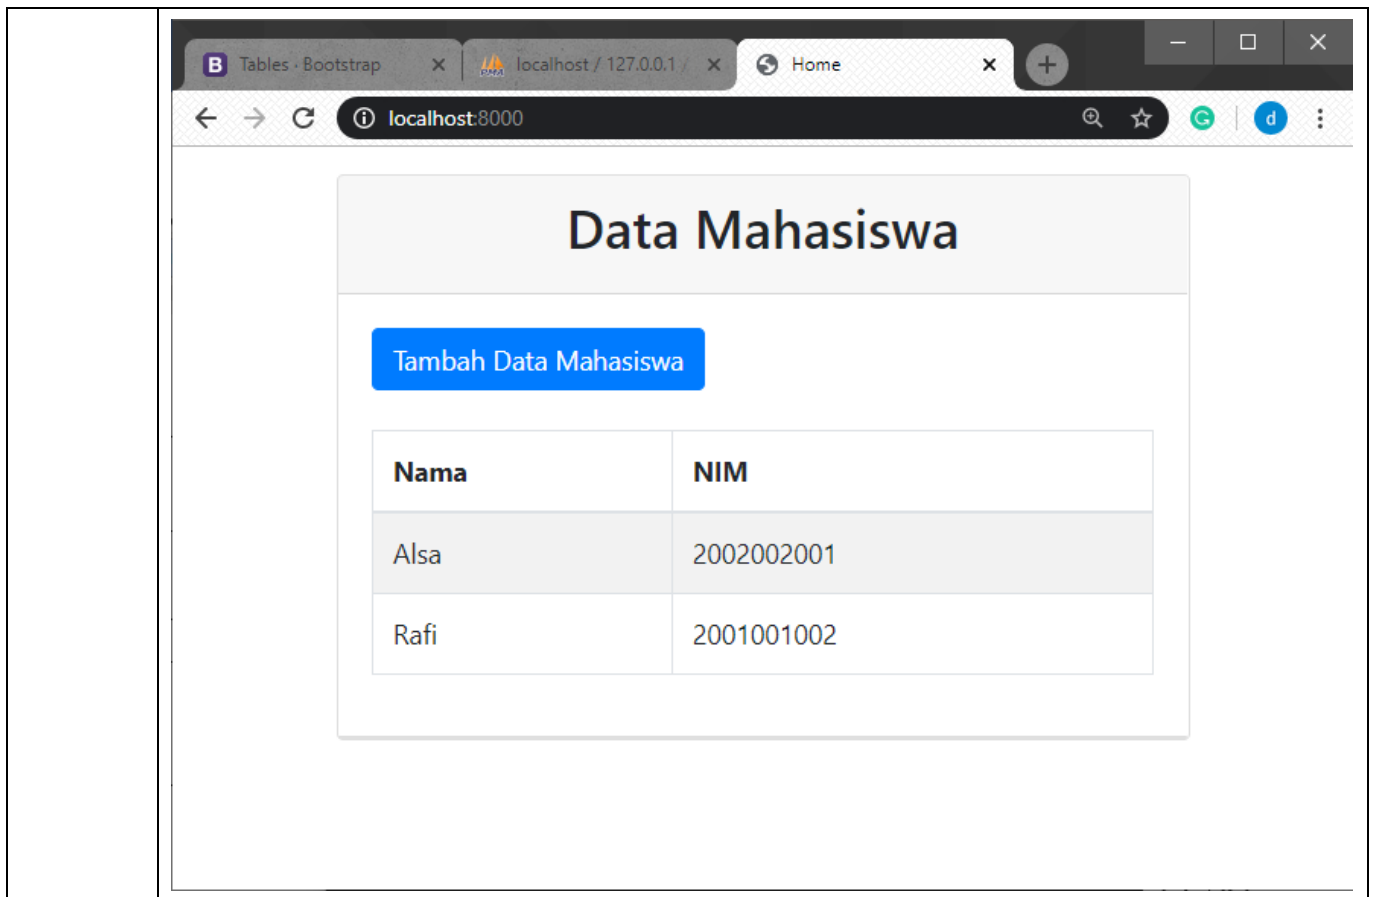 B Tables · Bootstrap
PMA localhost / 127.0.0.1 /
Home
localhost:8000
G
d
Data Mahasiswa
Tambah Data Mahasiswa
Nama NIM
Alsa 2002002001
Rafi 2001001002